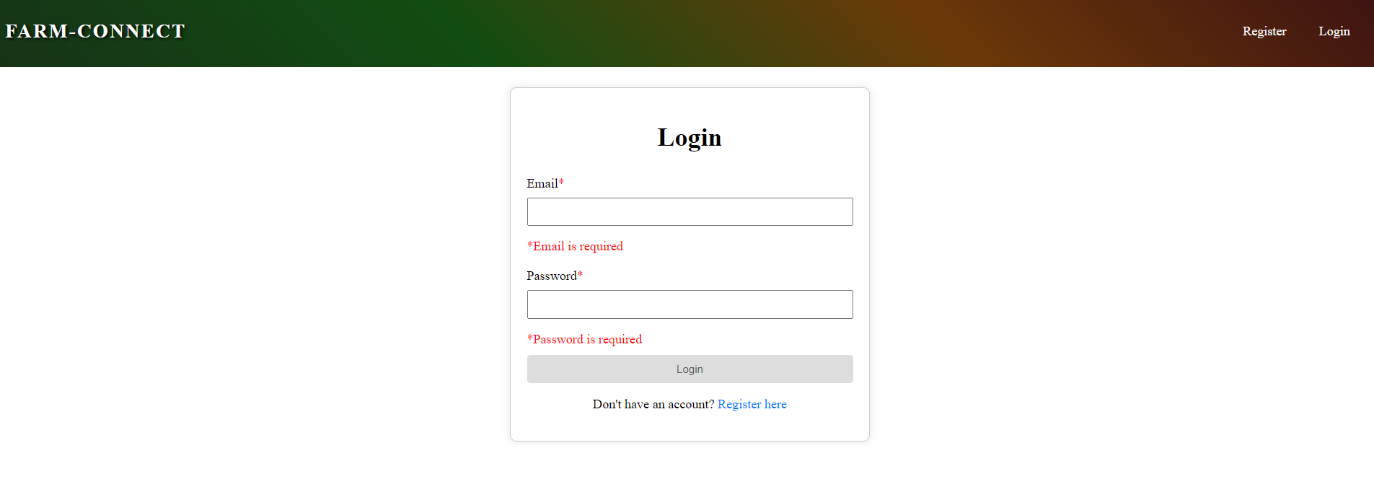 FARM-CONNECT
Register Login
Login
Email*
*Email is required
Password*
*Password is required
Login
Don't have an account? Register here